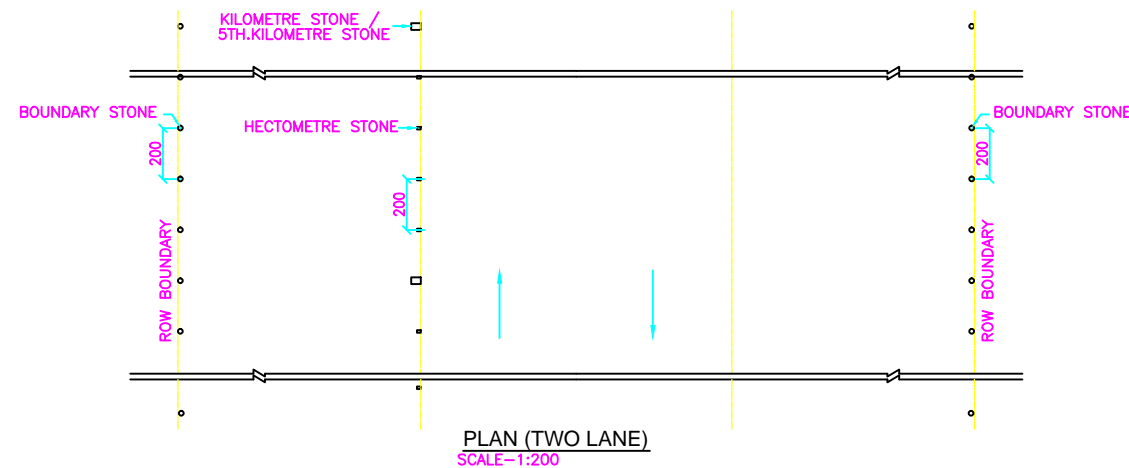 KILOMETRE STONE /
5TH.KILOMETRE STONE
BOUNDARY STONE
HECTOMETRE STONE
BOUNDARY STONE
200
200
200
ROW BOUNDARY
ROW BOUNDARY
PLAN (TWO LANE)
SCALE-1:200